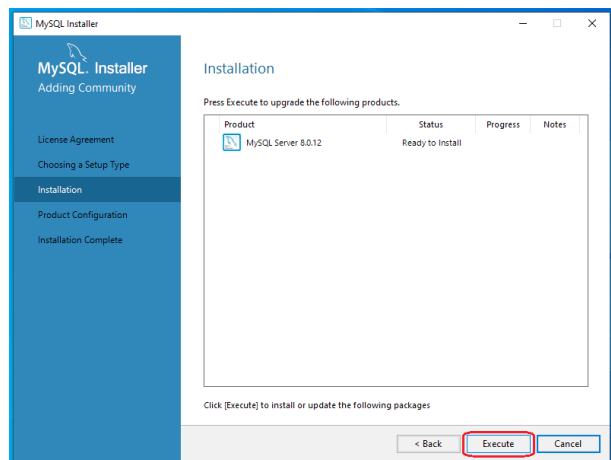 MySQL Installer
MySQL. Installer
Adding Community
License Agreement
Choosing a Setup Type
Installation
Product Configuration
Installation Complete
Installation
Press Execute to upgrade the following products.
Product Status Progress Notes
MySQL Server 8.0.12 Ready to Install
Click [Execute] to install or update the following packages
< Back Execute Cancel